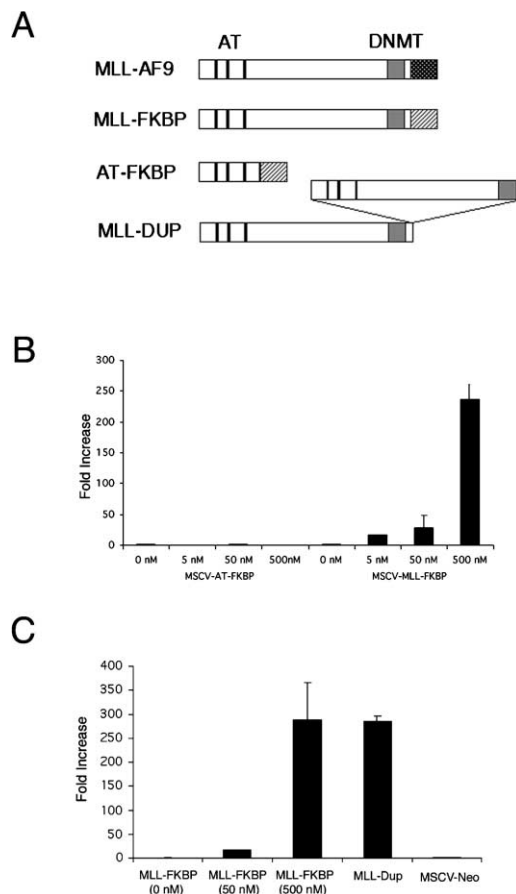 A
AT DNMT
MLL-AF9
MLL-FKBP
AT-FKBP
MLL-DUP
B
300
250
200
150
100
50
0
Fold Increase
0 nM 5 nM 50 nM 500nM 0 nM 5 nM 50 nM 500 nM
MSCV-AT-FKBP MSCV-MLL-FKBP
C
400
350
300
250
200
150
100
50
0
Fold Increase
MLL-FKBP MLL-FKBP MLL-FKBP MLL-Dup MSCV-Neo
(0 nM) (50 nM) (500 nM)